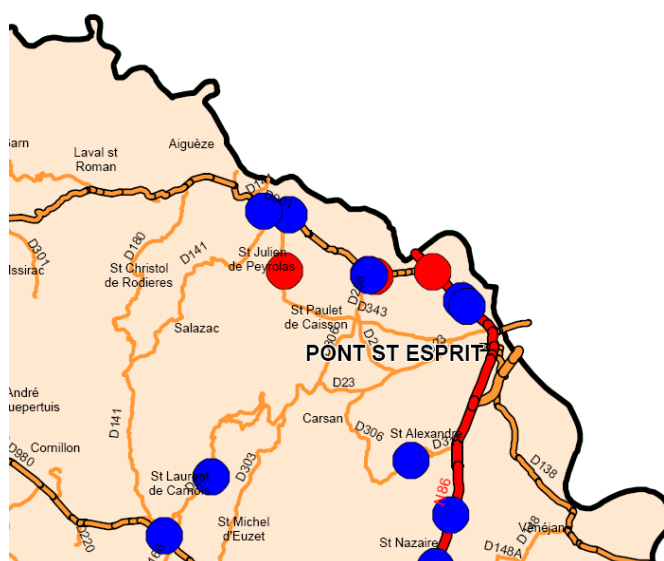 Aiguèze
Laval st
Roman
D901
D301
D180
D141
St Julien
de Peyrolas
Issirac
St Christol
de Rodieres
St Paulet
de Caisson
D343
Salazac
D23
PONT ST ESPRIT
D23
André
D141
Carsan
D306
St Alexandre
Cornillon
D980
D303
St Laurent
de Carnols
D138
N86
St Michel
d'Euzet
D220
Vénéjan
St Nazaire
D148A